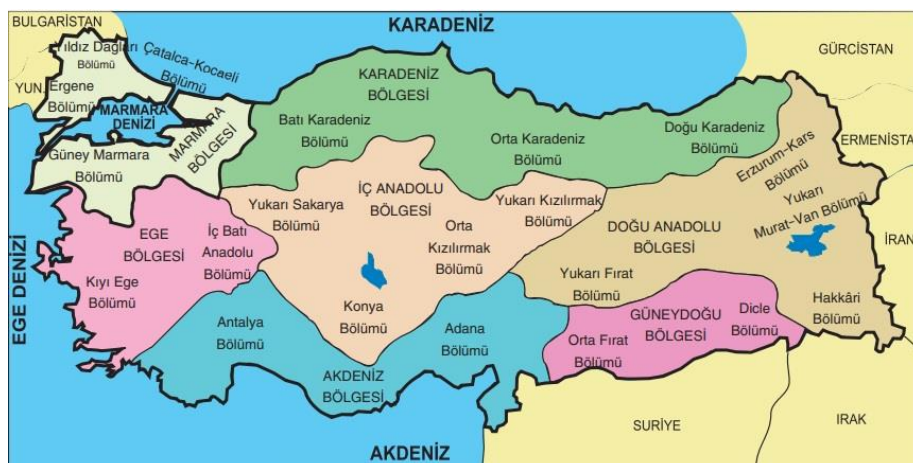 BULGARİSTAN
KARADENİZ
GÜRCİSTAN
YUN.
ERMENİSTA
İRAN
IRAK
SURİYE
AKDENİZ
EGE DENİZİ
MARMARA
DENİZİ
Yıldız Dağları
Bölümü
Çatalca-Kocaeli
Bölümü
Ergene
Bölümü
MARMARA
BÖLGESİ
Güney Marmara
Bölümü
KARADENİZ
BÖLGESİ
Batı Karadeniz
Bölümü
Orta Karadeniz
Bölümü
Doğu Karadeniz
Bölümü
Erzurum-Kars
Bölümü
Yukarı
Murat-Van Bölümü
DOĞU ANADOLU
BÖLGESİ
Yukarı Fırat
Bölümü
Hakkâri
Bölümü
İÇ ANADOLU
BÖLGESİ
Yukarı Sakarya
Bölümü
Yukarı Kızılırmak
Bölümü
Orta
Kızılırmak
Bölümü
Konya
Bölümü
EGE
BÖLGESİ
İç Batı
Anadolu
Bölümü
Kıyı Ege
Bölümü
Antalya
Bölümü
Adana
Bölümü
AKDENİZ
BÖLGESİ
GÜNEYDOĞU
BÖLGESİ
Orta Fırat
Bölümü
Dicle
Bölümü